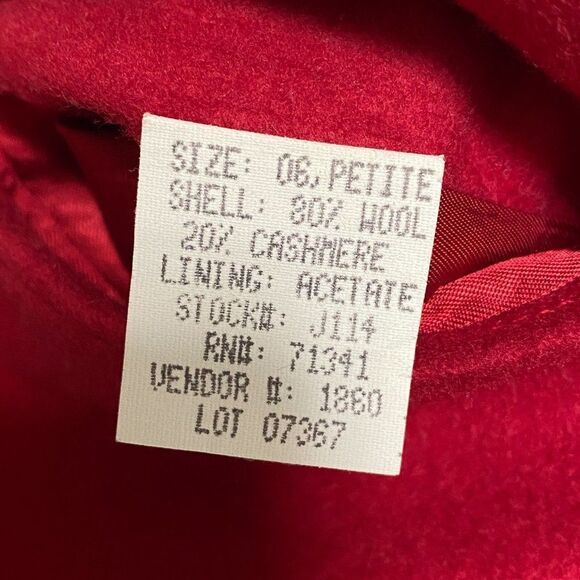 SIZE: 06, PETITE
SHELL: 80% WOOL
20% CASHMERE
LINING: ACETATE
STOCK#: J114
RN#: 71341
VENDOR #: 1860
LOT 07367